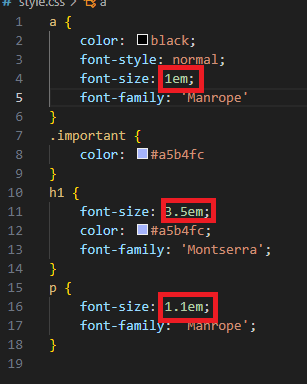 # style.css > a
1 a {
2 color: black;
3 font-style: normal;
4 font-size: 1em;
5 font-family: 'Manrope'
6 }
7 .important {
8 color: #a5b4fc
9 }
10 h1 {
11 font-size: 3.5em;
12 color: #a5b4fc;
13 font-family: 'Montserra';
14 }
15 p {
16 font-size: 1.1em;
17 font-family: 'Manrope';
18 }
19